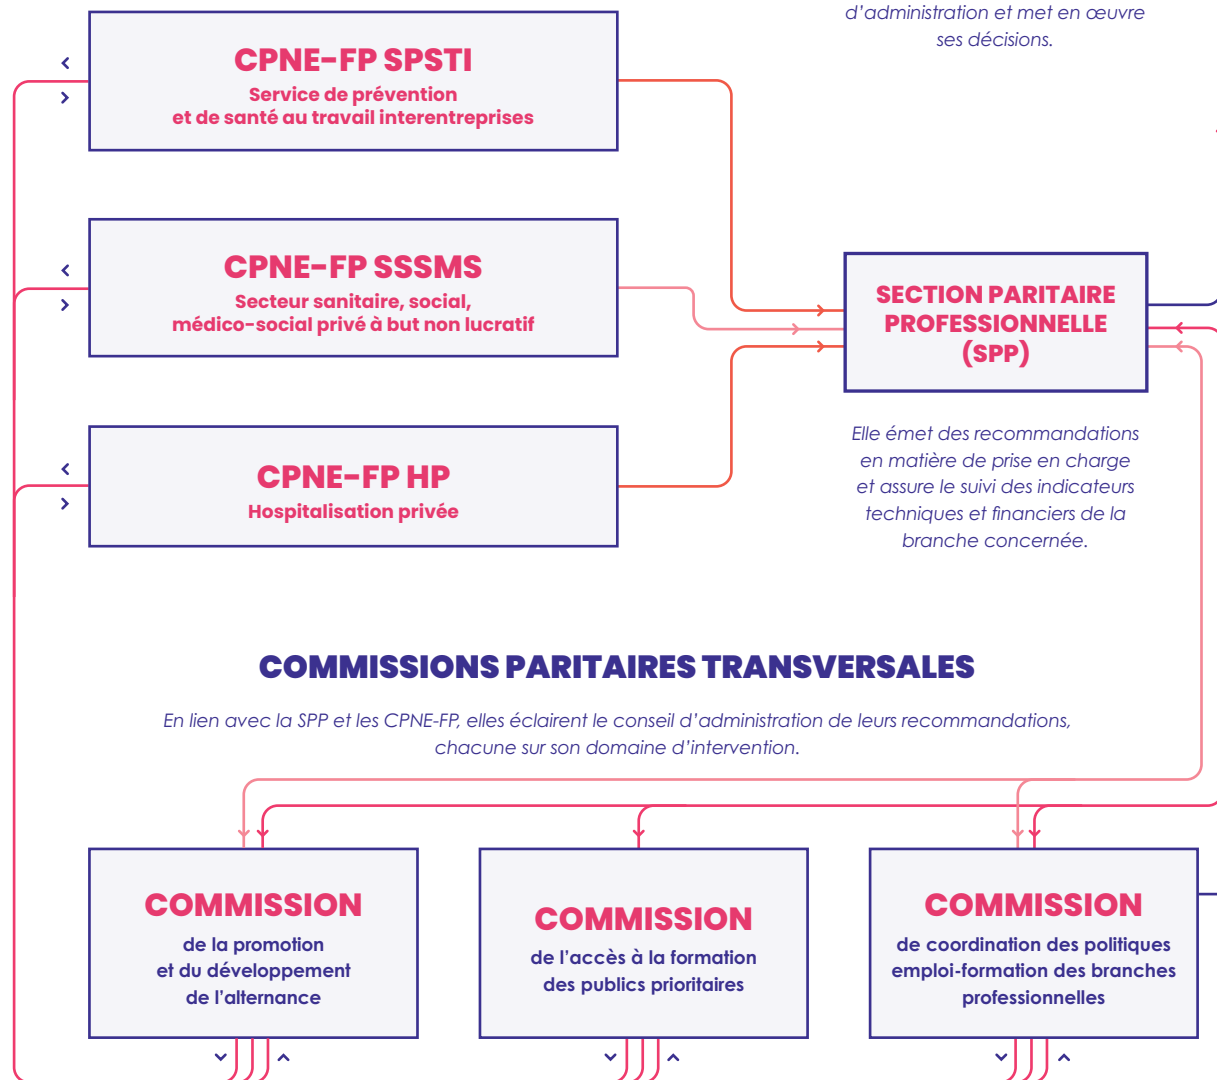 d’administration et met en œuvre
ses décisions.
CPNE-FP SPSTI
Service de prévention
et de santé au travail interentreprises
CPNE-FP SSSMS
Secteur sanitaire, social,
médico-social privé à but non lucratif
CPNE-FP HP
Hospitalisation privée
SECTION PARITAIRE
PROFESSIONNELLE
(SPP)
Elle émet des recommandations
en matière de prise en charge
et assure le suivi des indicateurs
techniques et financiers de la
branche concernée.
COMMISSIONS PARITAIRES TRANSVERSALES
En lien avec la SPP et les CPNE-FP, elles éclairent le conseil d’administration de leurs recommandations,
chacune sur son domaine d’intervention.
COMMISSION
de la promotion
et du développement
de l’alternance
COMMISSION
de l’accès à la formation
des publics prioritaires
COMMISSION
de coordination des politiques
emploi-formation des branches
professionnelles